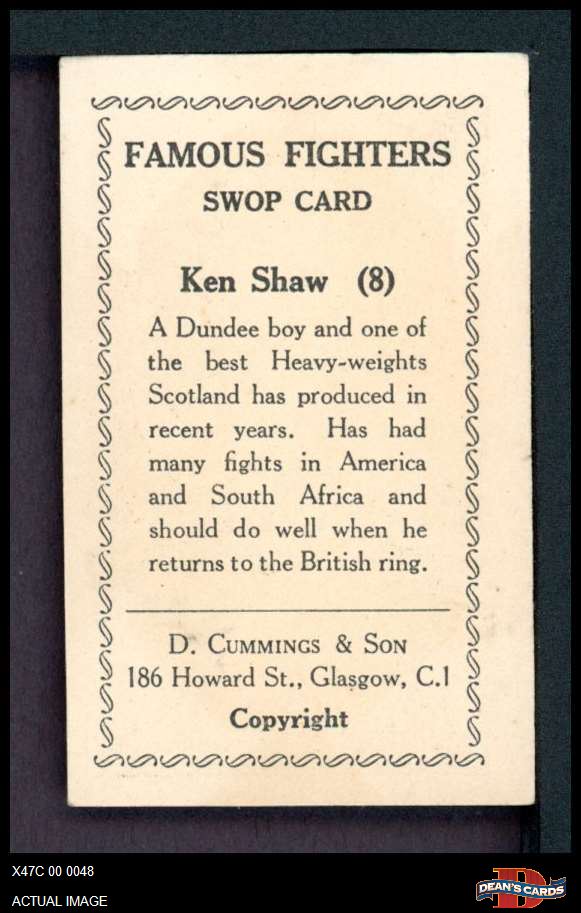 FAMOUS FIGHTERS
SWOP CARD
Ken Shaw (8)
A Dundee boy and one of
the best Heavy-weights
Scotland has produced in
recent years. Has had
many fights in America
and South Africa and
should do well when he
returns to the British ring.
D. CUMMINGS & SON
186 Howard St., Glasgow, C.1
Copyright
X47C 00 0048
ACTUAL IMAGE
D
DEAN'S CARDS